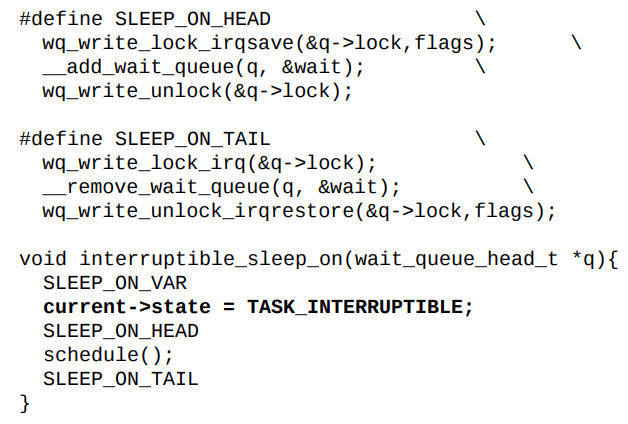 #define SLEEP_ON_HEAD \
wq_write_lock_irqsave(&q->lock,flags); \
__add_wait_queue(q, &wait); \
wq_write_unlock(&q->lock);
#define SLEEP_ON_TAIL \
wq_write_lock_irq(&q->lock); \
__remove_wait_queue(q, &wait); \
wq_write_unlock_irqrestore(&q->lock,flags);
void interruptible_sleep_on(wait_queue_head_t *q){
SLEEP_ON_VAR
current->state = TASK_INTERRUPTIBLE;
SLEEP_ON_HEAD
schedule();
SLEEP_ON_TAIL
}